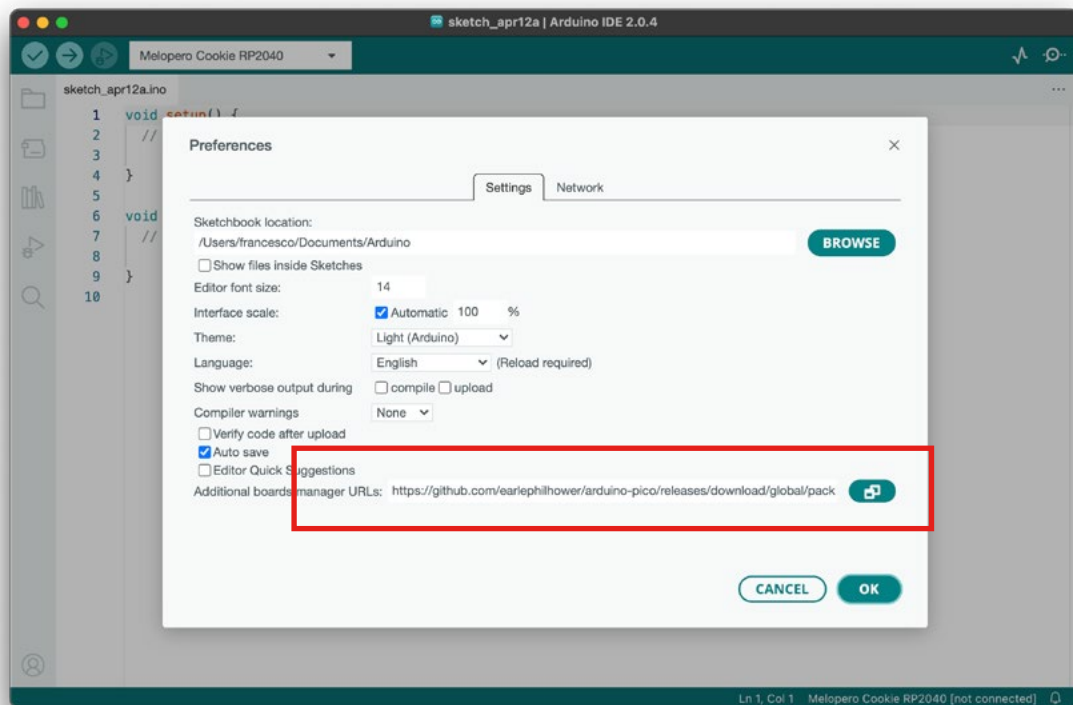 sketch_apr12a | Arduino IDE 2.0.4
Melopero Cookie RP2040
sketch_apr12a.ino
...
1 void setup() {
2 //
3
4 }
5
6 void
7 //
8
9 }
10
Preferences
Settings Network
Sketchbook location:
/Users/francesco/Documents/Arduino
BROWSE
Show files inside Sketches
Editor font size: 14
Interface scale: Automatic 100 %
Theme: Light (Arduino)
Language: English (Reload required)
Show verbose output during compile upload
Compiler warnings None
Verify code after upload
Auto save
Editor Quick Suggestions
Additional boards manager URLs: https://github.com/earlephilhower/arduino-pico/releases/download/global/pack
CANCEL OK
Ln 1, Col 1 Melopero Cookie RP2040 [not connected]